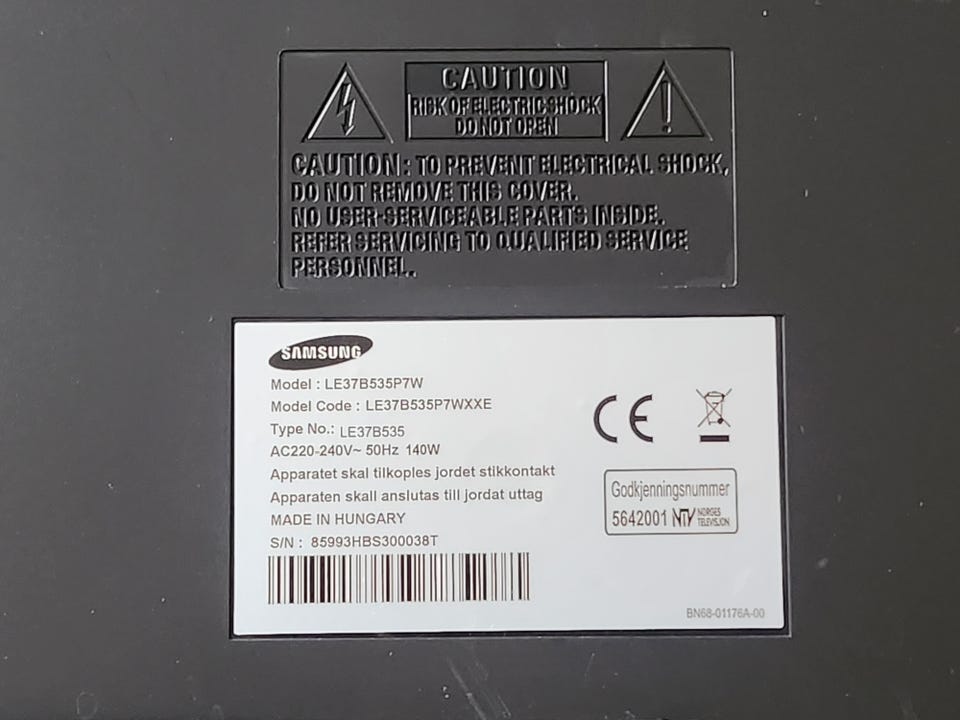 CAUTION
RISK OF ELECTRIC SHOCK
DO NOT OPEN
CAUTION : TO PREVENT ELECTRICAL SHOCK,
DO NOT REMOVE THIS COVER.
NO USER-SERVICEABLE PARTS INSIDE.
REFER SERVICING TO QUALIFIED SERVICE
PERSONNEL.
SAMSUNG
Model : LE37B535P7W
Model Code : LE37B535P7WXXE
Type No.: LE37B535
AC220-240V~ 50Hz 140W
Apparatet skal tilkoples jordet stikkontakt
Apparaten skall anslutas till jordat uttag
MADE IN HUNGARY
S/N : 85993HBS300038T
CE
Godkjenningsnummer
5642001 NTV NORGES
TELEVISJON
BN68-01176A-00